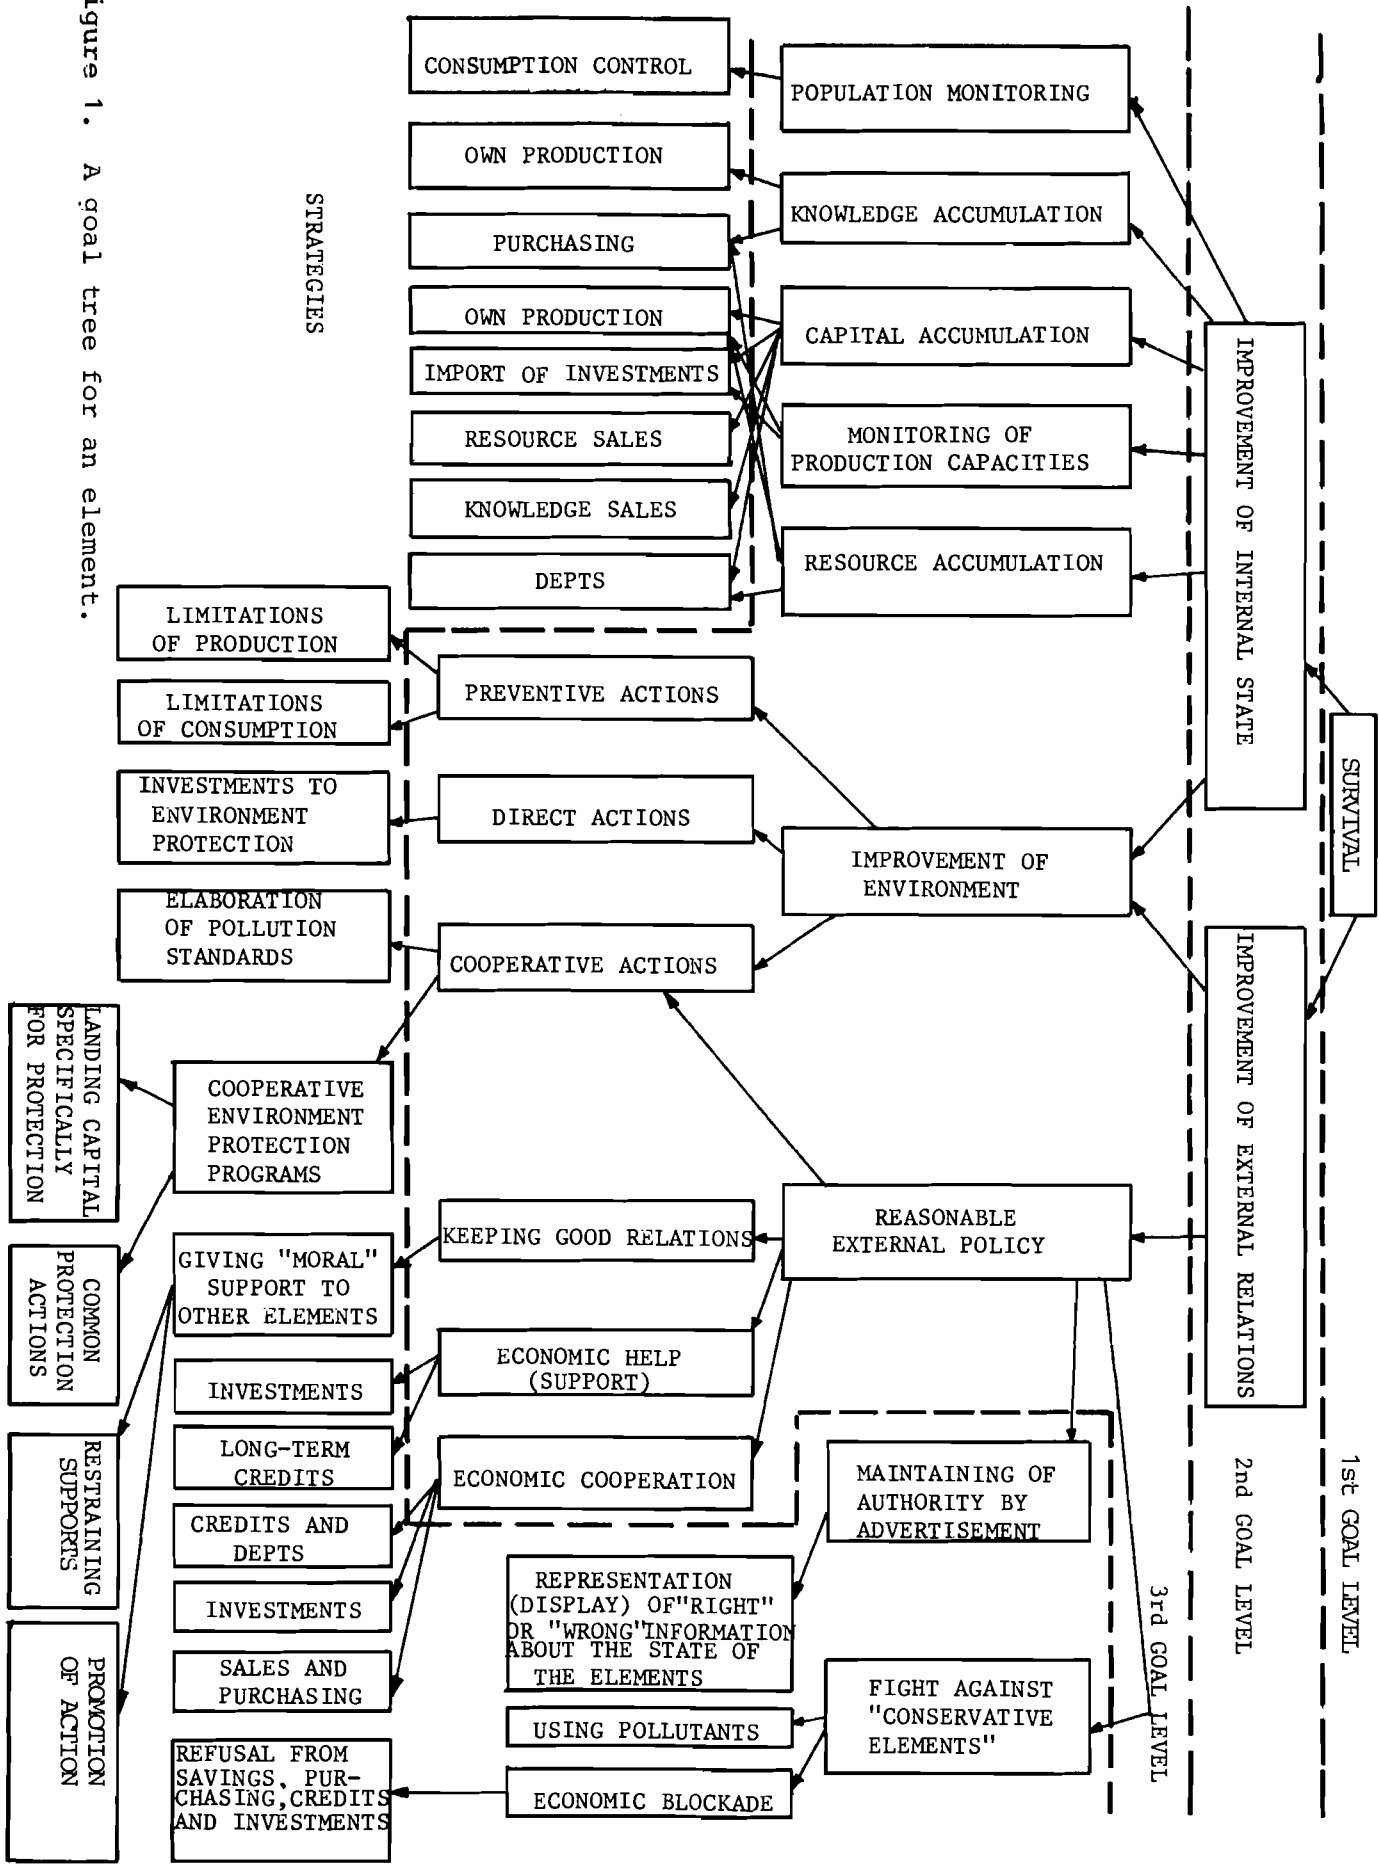 SURVIVAL
1st GOAL LEVEL
IMPROVEMENT OF INTERNAL STATE
IMPROVEMENT OF EXTERNAL RELATIONS
2nd GOAL LEVEL
POPULATION MONITORING
KNOWLEDGE ACCUMULATION
CAPITAL ACCUMULATION
MONITORING OF
PRODUCTION CAPACITIES
RESOURCE ACCUMULATION
IMPROVEMENT OF
ENVIRONMENT
REASONABLE
EXTERNAL POLICY
3rd GOAL LEVEL
CONSUMPTION CONTROL
OWN PRODUCTION
PURCHASING
OWN PRODUCTION
IMPORT OF INVESTMENTS
RESOURCE SALES
KNOWLEDGE SALES
DEPTS
PREVENTIVE ACTIONS
DIRECT ACTIONS
COOPERATIVE ACTIONS
KEEPING GOOD RELATIONS
ECONOMIC HELP
(SUPPORT)
ECONOMIC COOPERATION
MAINTAINING OF
AUTHORITY BY
ADVERTISEMENT
FIGHT AGAINST
"CONSERVATIVE
ELEMENTS"
REPRESENTATION
(DISPLAY) OF"RIGHT"
OR "WRONG"INFORMATION
ABOUT THE STATE OF
THE ELEMENTS
USING POLLUTANTS
ECONOMIC BLOCKADE
STRATEGIES
LIMITATIONS
OF PRODUCTION
LIMITATIONS
OF CONSUMPTION
INVESTMENTS TO
ENVIRONMENT
PROTECTION
ELABORATION
OF POLLUTION
STANDARDS
COOPERATIVE
ENVIRONMENT
PROTECTION
PROGRAMS
GIVING "MORAL"
SUPPORT TO
OTHER ELEMENTS
INVESTMENTS
LONG-TERM
CREDITS
CREDITS AND
DEPTS
INVESTMENTS
SALES AND
PURCHASING
REFUSAL FROM
SAVINGS, PUR-
CHASING,CREDITS
AND INVESTMENTS
LANDING CAPITAL
SPECIFICALLY
FOR PROTECTION
COMMON
PROTECTION
ACTIONS
RESTRAINING
SUPPORTS
PROMOTION
OF ACTION
igure 1. A goal tree for an element.